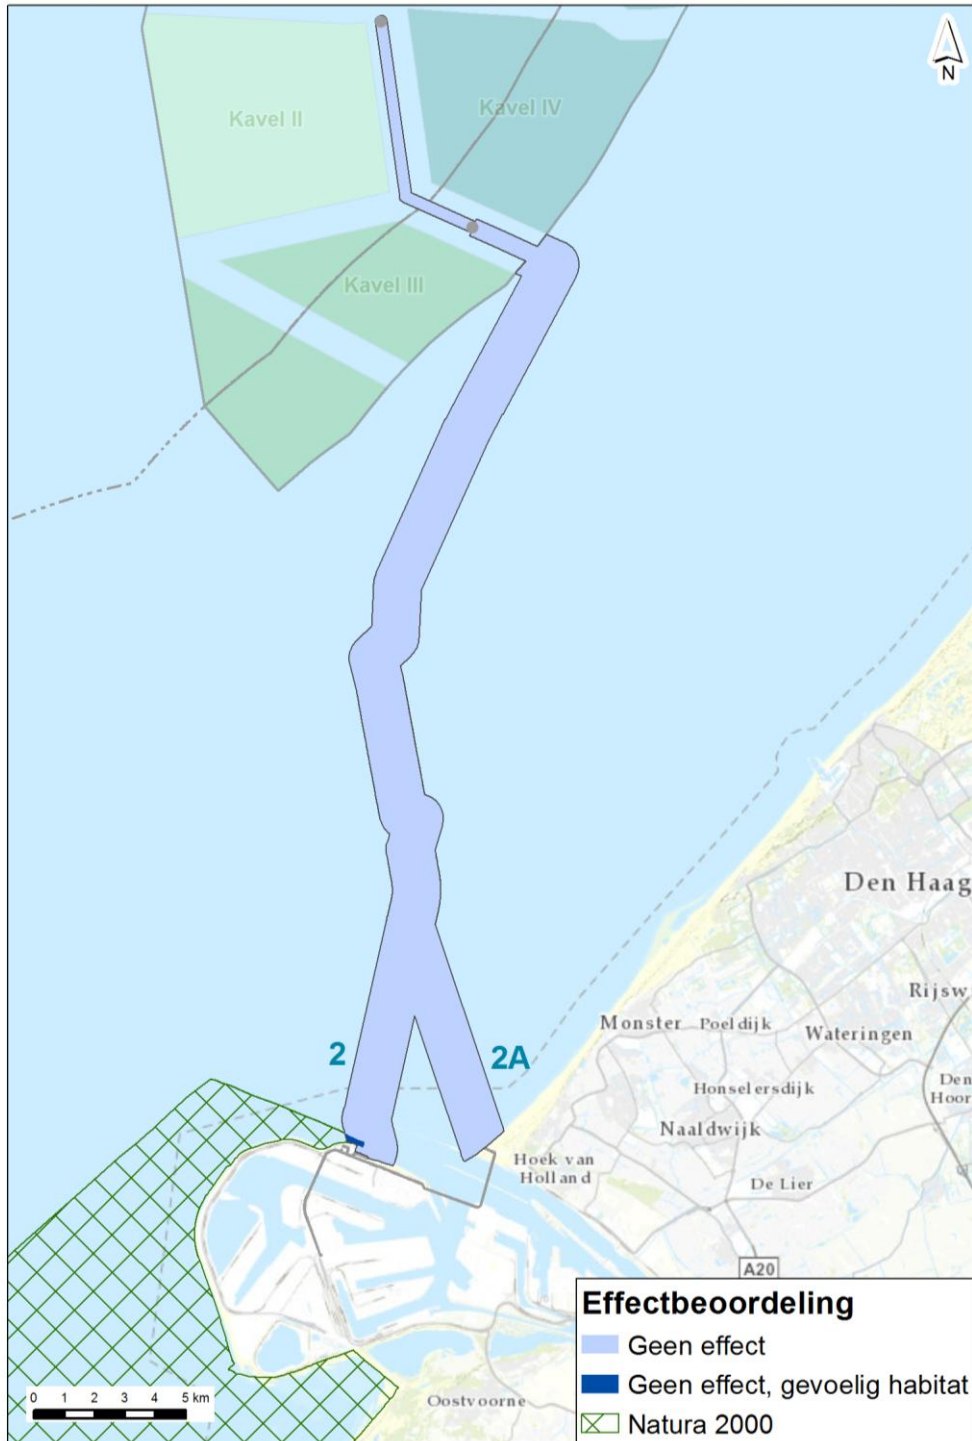 N
Kavel II
Kavel IV
Kavel III
Den Haag
Rijsw
Monster
Poeldijk
Wateringen
2
2A
Den
Hoor
Honselersdijk
Naaldwijk
Hoek van
Holland
De Lier
A20
Effectbeoordeling
Geen effect
Geen effect, gevoelig habitat
Natura 2000
0 1 2 3 4 5 km
Oostvoorne